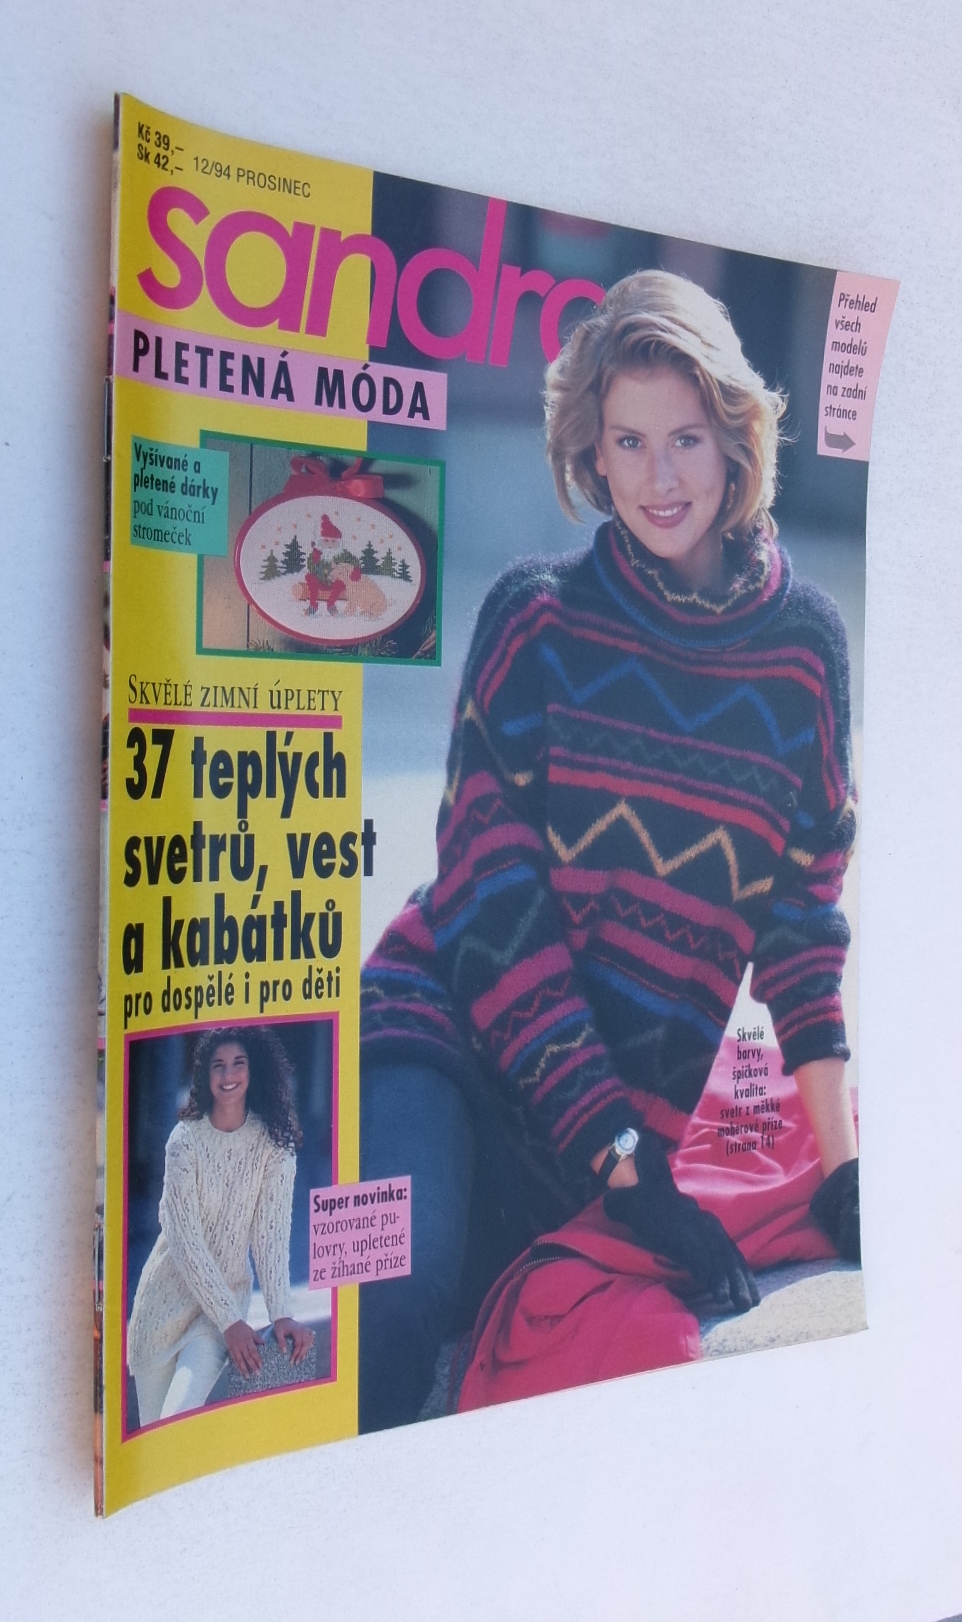 Kč 39,–
Sk 42,–
12/94 PROSINEC
sandra
PLETENÁ MÓDA
Přehled
všech
modelů
najdete
na zadní
stránce
Vyšívané a
pletené dárky
pod vánoční
stromeček
SKVĚLÉ ZIMNÍ ÚPLETY
37 teplých
svetrů, vest
a kabátků
pro dospělé i pro děti
Skvělé
barvy,
špičková
kvalita:
svetr z měkké
mohérové příze
(strana 14)
Super novinka:
vzorované pu-
lovry, upletené
ze žíhané příze